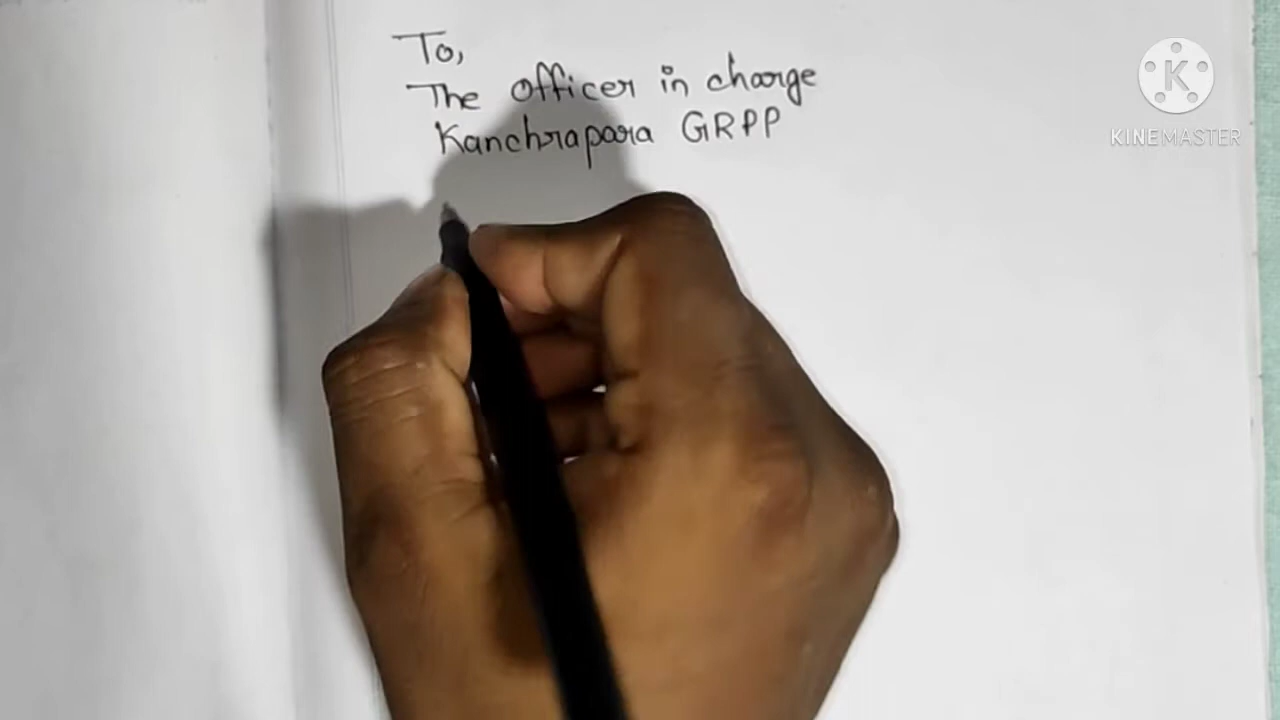 To,
The officer in charge
Kanchrapara GRPP
K
KINEMASTER